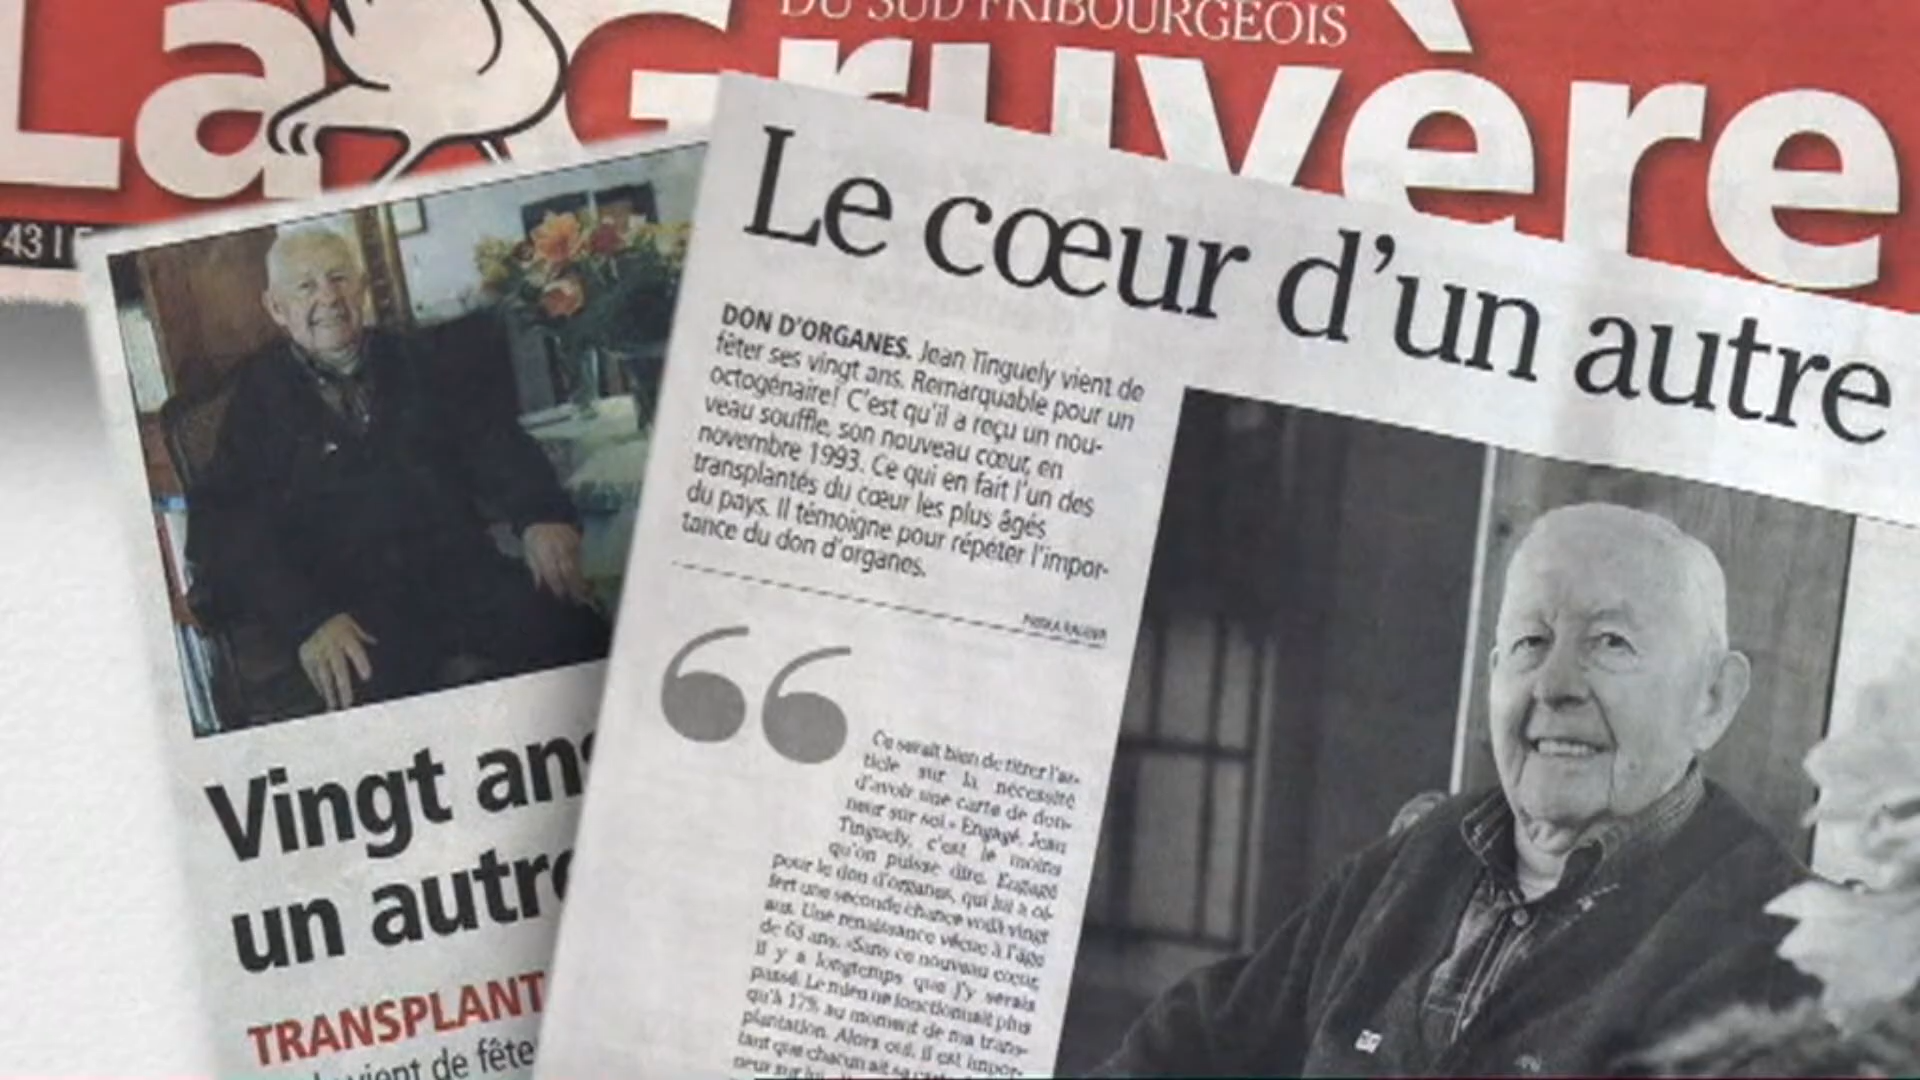 DU SUD FRIBOURGEOIS
La Gruyère
43 I
Vingt ans
un autre
TRANSPLANT
vient de fête
Le cœur d'un autre
DON D'ORGANES. Jean Tinguely vient de
fêter ses vingt ans. Remarquable pour un
octogénaire! C'est qu'il a reçu un nou-
veau souffle, son nouveau cœur, en
novembre 1993. Ce qui en fait l'un des
transplantés du cœur les plus âgés
du pays. Il témoigne pour répéter l'impor-
tance du don d'organes.
“
Ce serait bien de titrer l'ar-
ticle sur la nécessité
d'avoir une carte de don-
neur sur soi.» Engagé, Jean
Tinguely, c'est le moins
qu'on puisse dire. Engagé
pour le don d'organes, qui lui a of-
fert une seconde chance voilà vingt
ans. Une renaissance vécue à l'âge
de 63 ans. «Sans ce nouveau cœur,
il y a longtemps que j'y serais
passé. Le mien ne fonctionnait plus
qu'à 17% au moment de ma trans-
plantation. Alors oui, il est impor-
tant que chacun ait sa
neur sur lui.